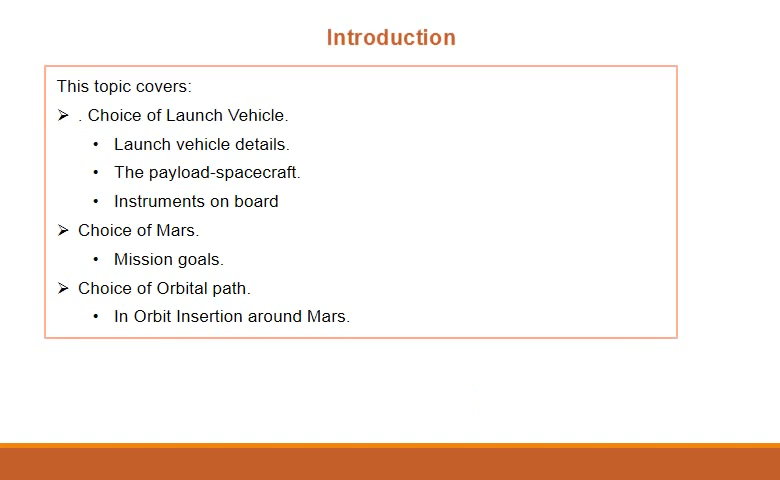 Introduction
This topic covers:
➢ . Choice of Launch Vehicle.
• Launch vehicle details.
• The payload-spacecraft.
• Instruments on board
➢ Choice of Mars.
• Mission goals.
➢ Choice of Orbital path.
• In Orbit Insertion around Mars.